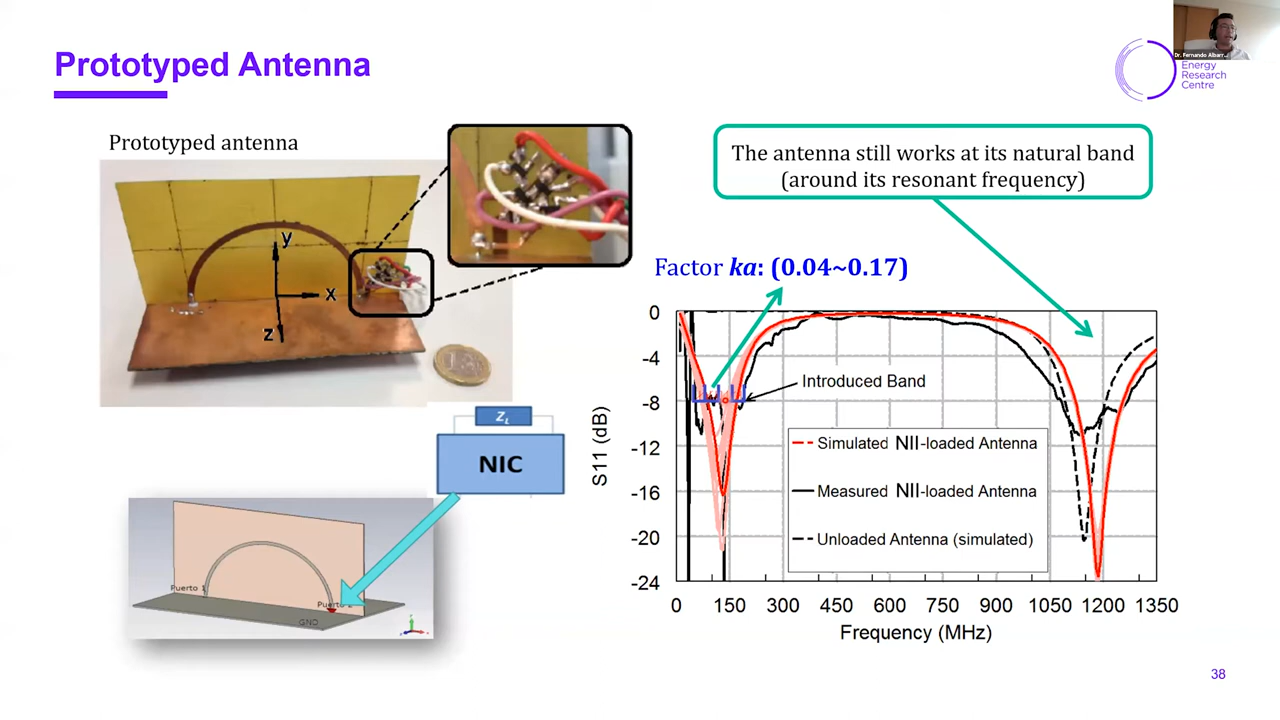 Prototyped Antenna
Dr. Fernando Albarr...
Energy
Research
Centre
Prototyped antenna
The antenna still works at its natural band
(around its resonant frequency)
y
x
z
Factor ka: (0.04~0.17)
Introduced Band
Simulated NII-loaded Antenna
Measured NII-loaded Antenna
Unloaded Antenna (simulated)
0
-4
-8
-12
-16
-20
-24
S11 (dB)
0 150 300 450 600 750 900 1050 1200 1350
Frequency (MHz)
ZL
NIC
Puerto 1
GND
38